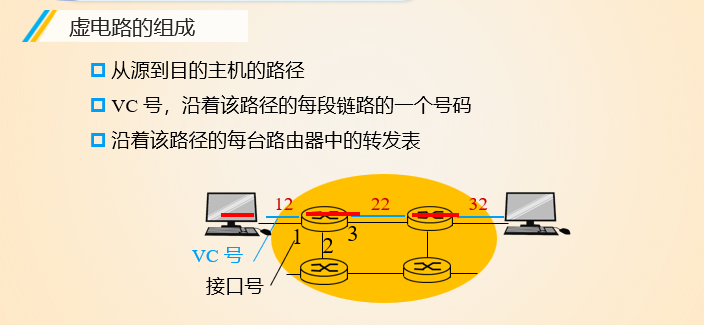 虚电路的组成
从源到目的主机的路径
VC 号，沿着该路径的每段链路的一个号码
沿着该路径的每台路由器中的转发表
12 22 32
1 2 3
VC 号
接口号